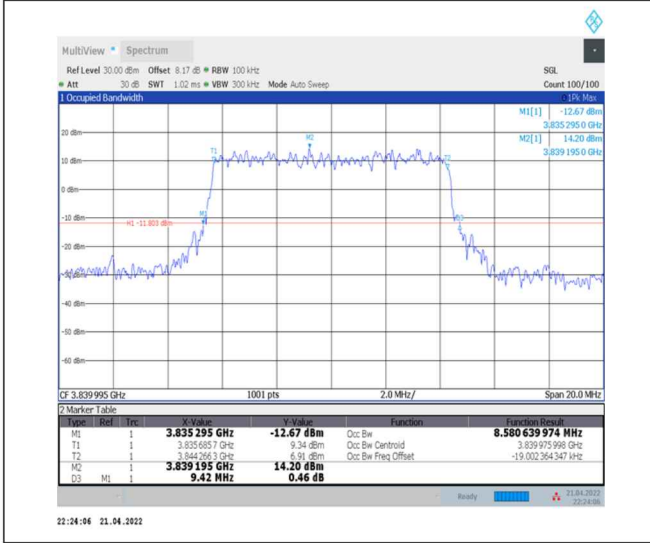 MultiView Spectrum
Ref Level 30.00 dBm Offset 8.17 dB RBW 100 kHz SGL
Att 30 dB SWT 1.02 ms VBW 300 kHz Mode Auto Sweep Count 100/100
1 Occupied Bandwidth 1Pk Max
M1[1] -12.67 dBm
3.835 295 0 GHz
M2[1] 14.20 dBm
3.839 195 0 GHz
20 dBm
M2
T1
T2
10 dBm
0 dBm
-10 dBm
M1
D3
H1 -11.803 dBm
-20 dBm
-30 dBm
-40 dBm
-50 dBm
-60 dBm
CF 3.839 995 GHz 1001 pts 2.0 MHz/ Span 20.0 MHz
2 Marker Table
Type Ref Trc X-Value Y-Value Function Function Result
M1 1 3.835 295 GHz -12.67 dBm Occ Bw 8.580 639 974 MHz
T1 1 3.835 6857 GHz 9.34 dBm Occ Bw Centroid 3.839 975 998 GHz
T2 1 3.844 266 3 GHz 6.91 dBm Occ Bw Freq Offset -19.002 364 347 kHz
M2 1 3.839 195 GHz 14.20 dBm
D3 M1 1 9.42 MHz 0.46 dB
Ready 21.04.2022
22:24:06
22:24:06 21.04.2022